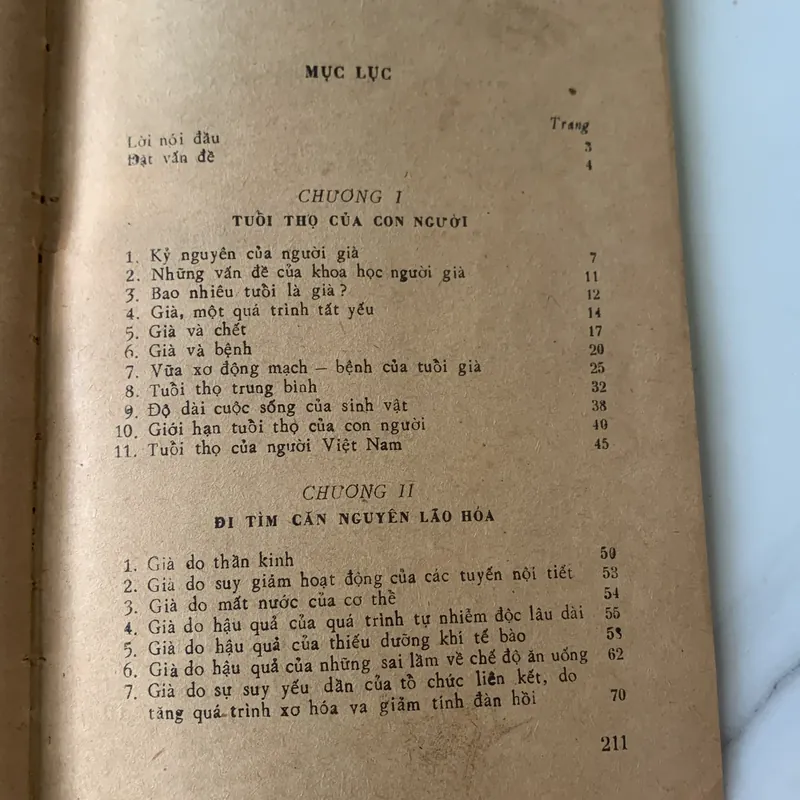 MỤC LỤC
Trang
Lời nói đầu 3
Đặt vấn đề 4
CHƯƠNG I
TUỔI THỌ CỦA CON NGƯỜI
1. Kỷ nguyên của người già 7
2. Những vấn đề của khoa học người già 11
3. Bao nhiêu tuổi là già? 12
4. Già, một quá trình tất yếu 14
5. Già và chết 17
6. Già và bệnh 20
7. Vữa xơ động mạch – bệnh của tuổi già 25
8. Tuổi thọ trung bình 32
9. Độ dài cuộc sống của sinh vật 38
10. Giới hạn tuổi thọ của con người 40
11. Tuổi thọ của người Việt Nam 45
CHƯƠNG II
ĐI TÌM CĂN NGUYÊN LÃO HÓA
1. Già do thần kinh 50
2. Già do suy giảm hoạt động của các tuyến nội tiết 53
3. Già do mất nước của cơ thể 54
4. Già do hậu quả của quá trình tự nhiễm độc lâu dài 55
5. Già do hậu quả của thiếu dưỡng khí tế bào 58
6. Già do hậu quả của những sai lầm về chế độ ăn uống 62
7. Già do sự suy yếu dần của tổ chức liên kết, do
tăng quá trình xơ hóa va giảm tính đàn hồi 70
211